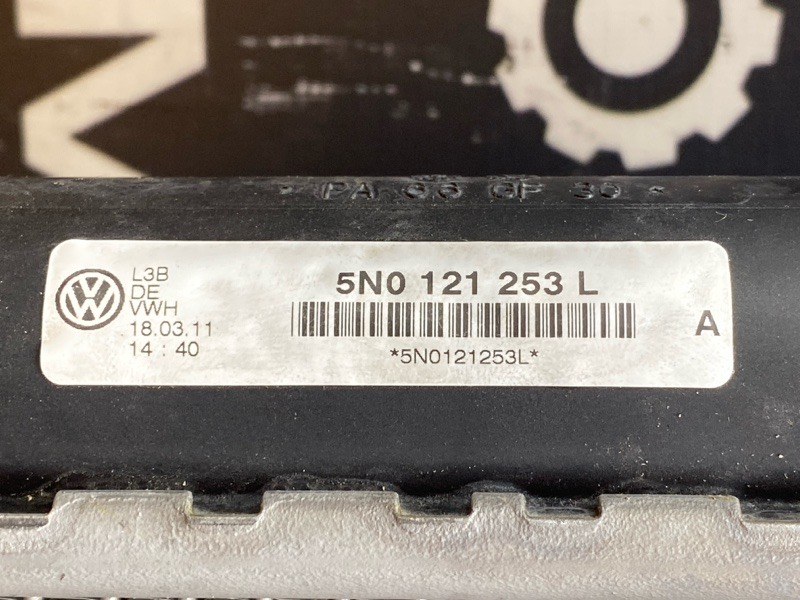 * PA 66 GF 30 *
L3B
DE
VWH
18.03.11
14 : 40
5N0 121 253 L
*5N0121253L*
A